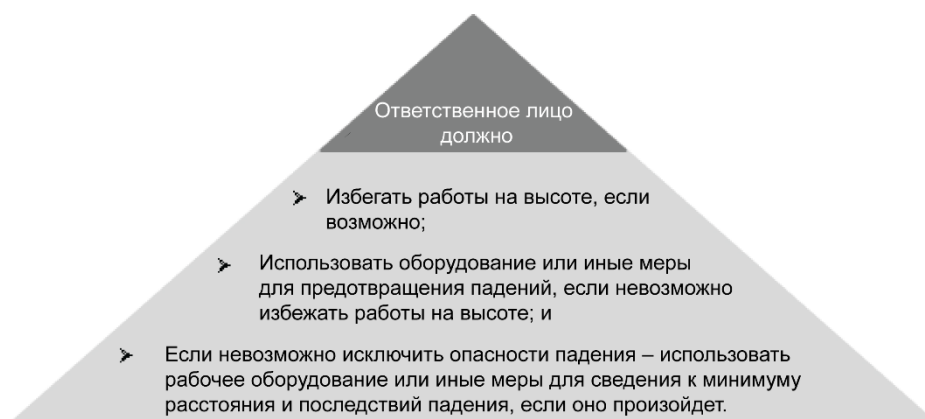 Ответственное лицо
должно
➤ Избегать работы на высоте, если
возможно;
➤ Использовать оборудование или иные меры
для предотвращения падений, если невозможно
избежать работы на высоте; и
➤ Если невозможно исключить опасности падения – использовать
рабочее оборудование или иные меры для сведения к минимуму
расстояния и последствий падения, если оно произойдет.